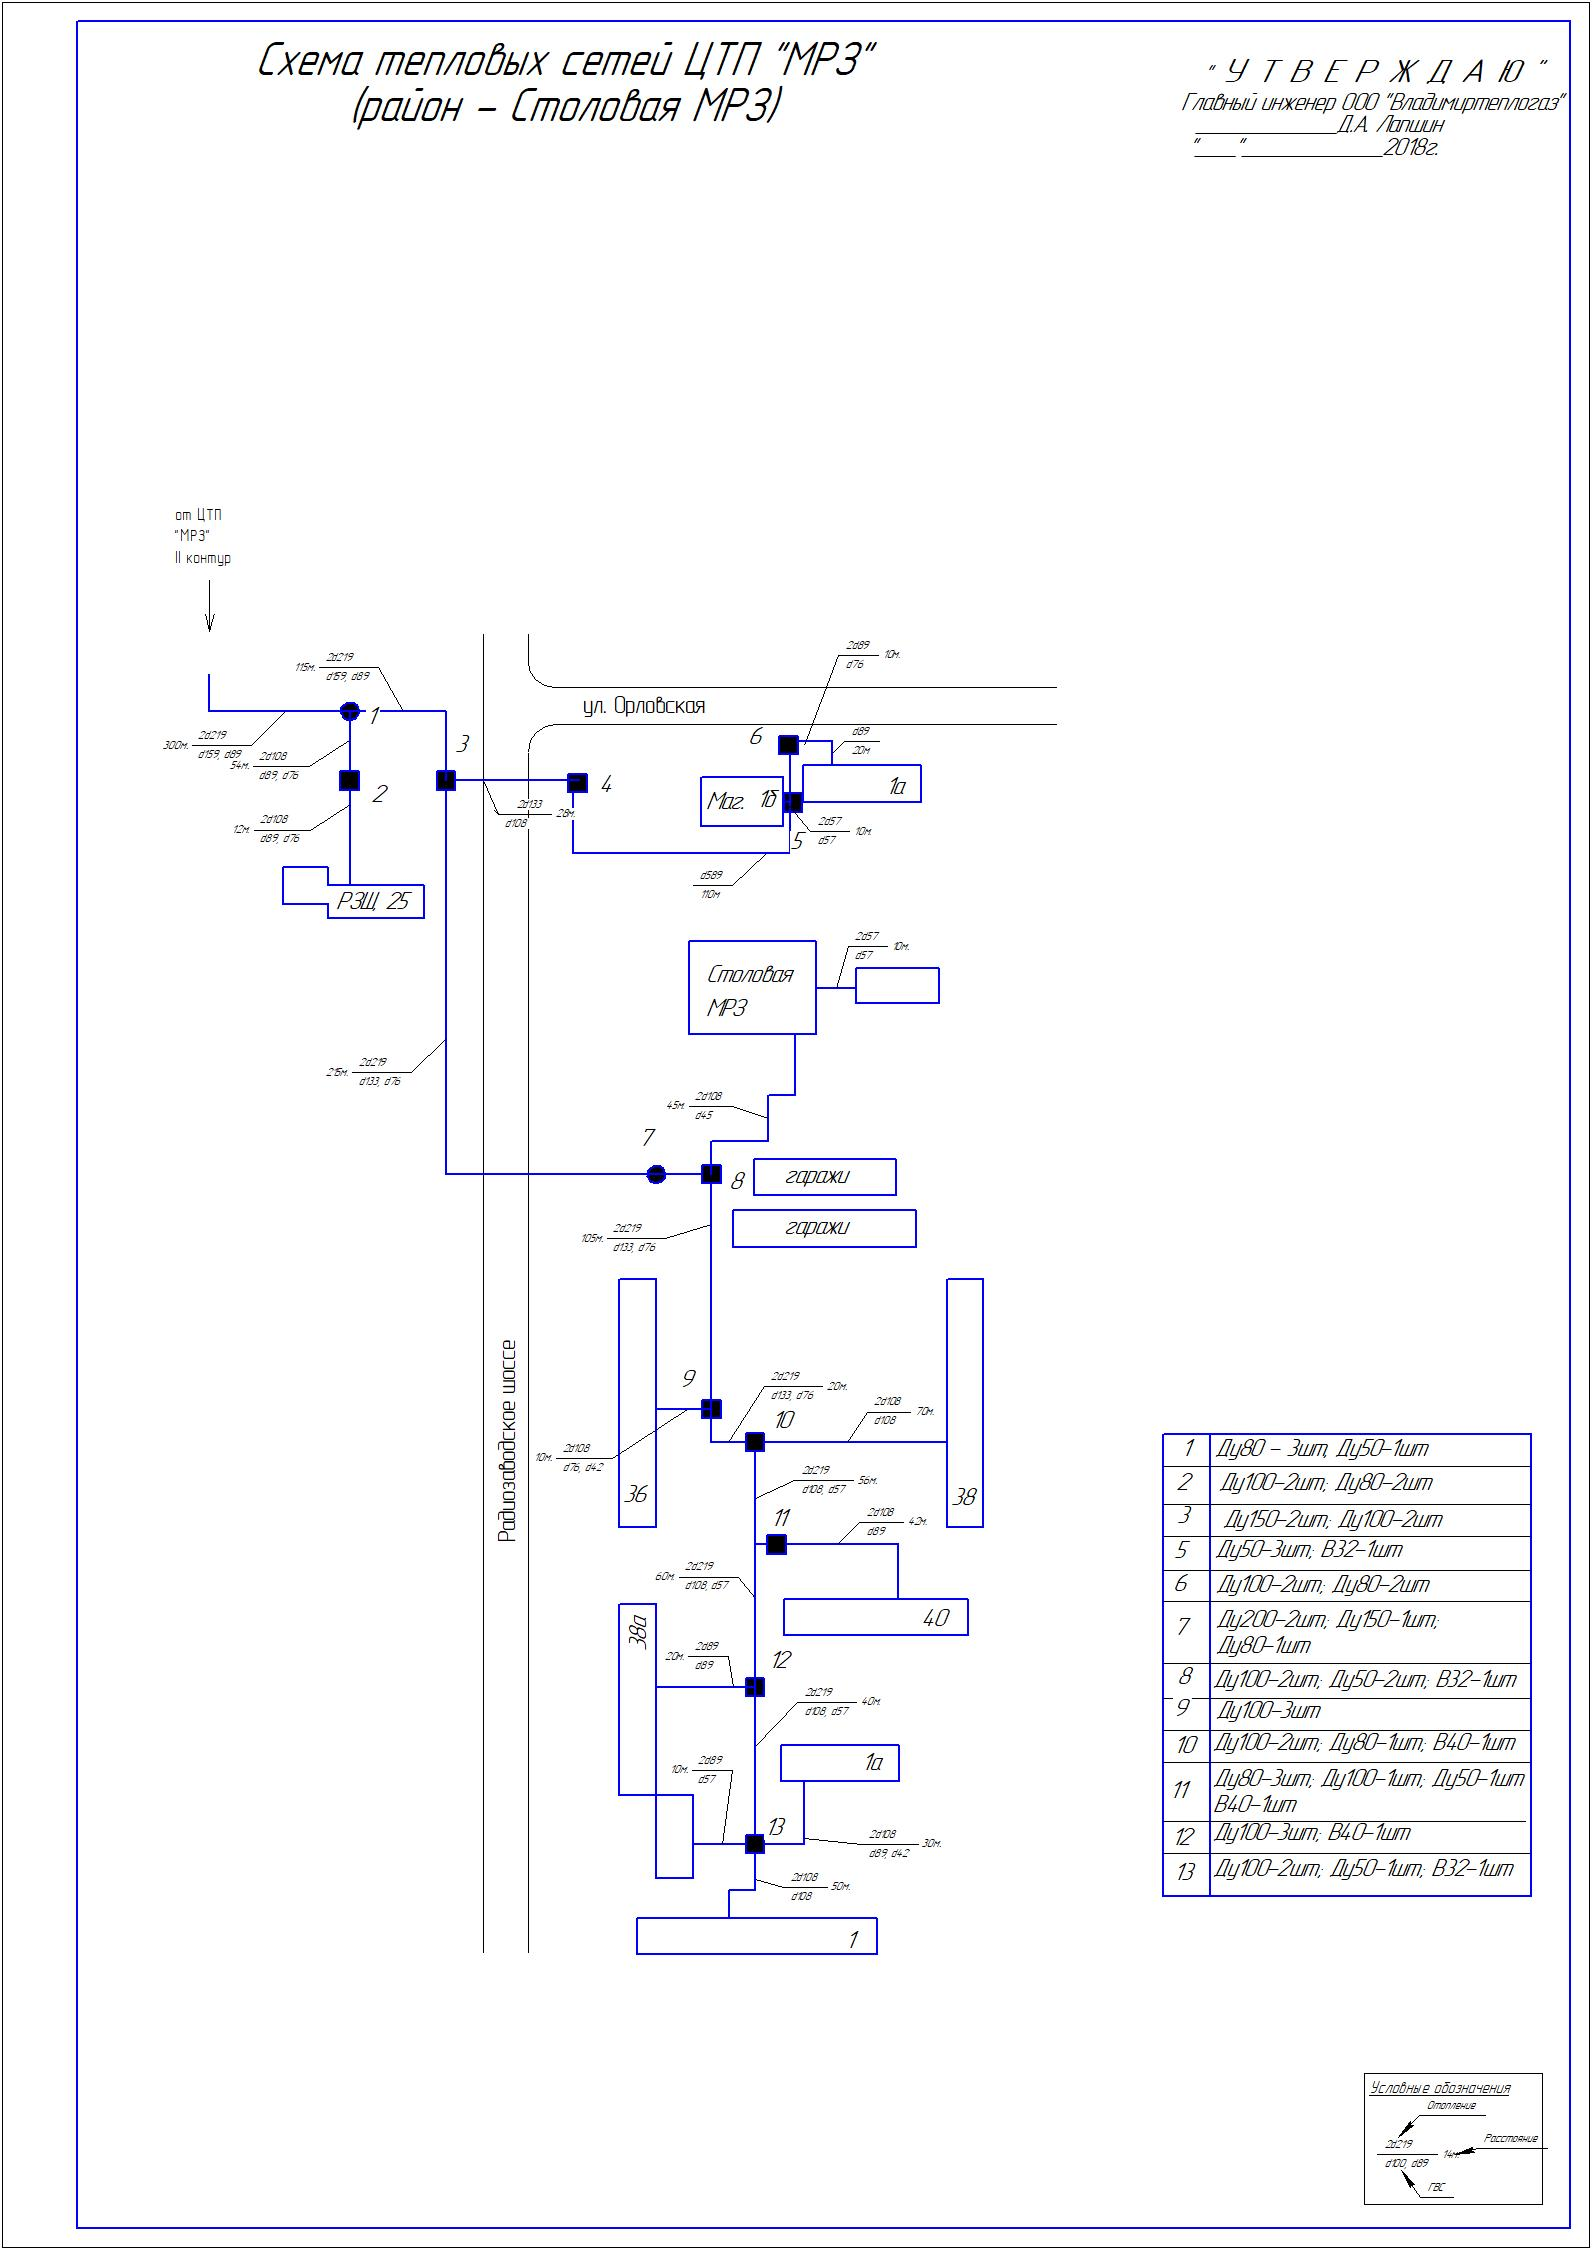 Схема тепловых сетей ЦТП "МРЗ"
(район - Столовая МРЗ)
"УТВЕРЖДАЮ"
Главный инженер ООО "Владимиртеплогаз"
Д.А. Лапшин
"____"____________2018г.
от ЦТП
"МРЗ"
II контур
115м. 2d219
d159, d89
1
300м. 2d219
d159, d89
54м. 2d108
d89, d76
2
12м. 2d108
d89, d76
РЗЩ, 25
3
2d133 28м.
d108
4
ул. Орловская
2d89 10м.
d76
6
d89
20м
Маг. 1б
1а
2d57 10м.
d57
5
d589
110м
Столовая
МРЗ
2d57 10м.
d57
215м. 2d219
d133, d76
45м. 2d108
d45
7
8
гаражи
гаражи
105м. 2d219
d133, d76
Радиозаводское шоссе
9
2d219 20м.
d133, d76
10
2d108 70м.
d108
10м. 2d108
d76, d42
36
38
2d219 56м.
d108, d57
11
2d108 42м.
d89
60м. 2d219
d108, d57
40
38а
20м. 2d89
d89
12
2d219 40м.
d108, d57
10м. 2d89
d57
1а
13
2d108 30м.
d89, d42
2d108 50м.
d108
1
1 Ду80 - 3шт, Ду50-1шт
2 Ду100-2шт; Ду80-2шт
3 Ду150-2шт; Ду100-2шт
5 Ду50-3шт; В32-1шт
6 Ду100-2шт; Ду80-2шт
7 Ду200-2шт; Ду150-1шт;
Ду80-1шт
8 Ду100-2шт; Ду50-2шт; В32-1шт
9 Ду100-3шт
10 Ду100-2шт; Ду80-1шт; В40-1шт
11 Ду80-3шт; Ду100-1шт; Ду50-1шт
В40-1шт
12 Ду100-3шт; В40-1шт
13 Ду100-2шт; Ду50-1шт; В32-1шт
Условные обозначения
Отопление
2d219 14м.
d100, d89
Расстояние
ГВС